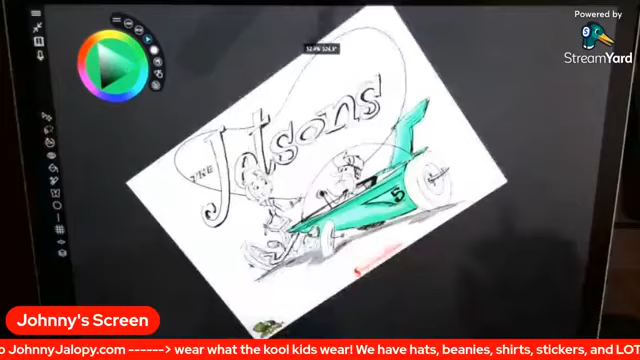 Powered by
StreamYard
THE
Jetsons
5
Johnny's Screen
o JohnnyJalopy.com ------> wear what the kool kids wear! We have hats, beanies, shirts, stickers, and LOT